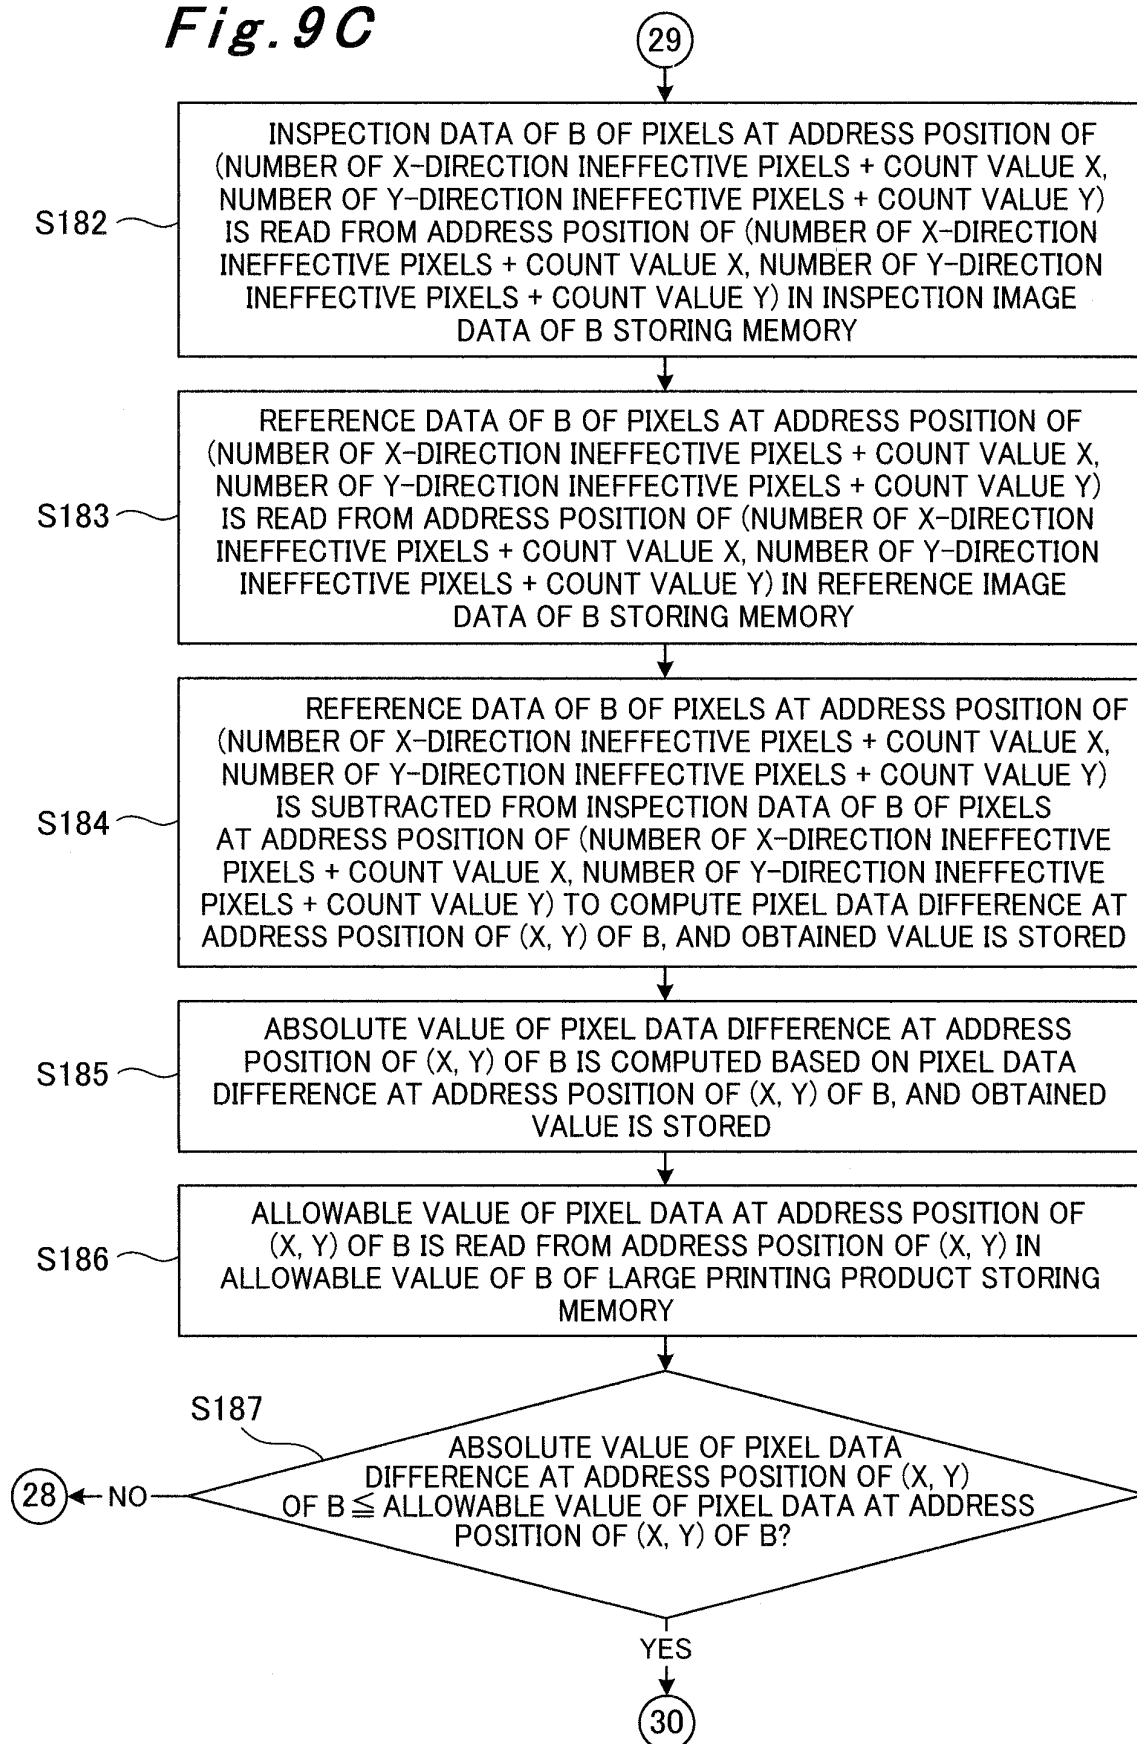 Fig. 9C
29
S182
INSPECTION DATA OF B OF PIXELS AT ADDRESS POSITION OF
(NUMBER OF X-DIRECTION INEFFECTIVE PIXELS + COUNT VALUE X,
NUMBER OF Y-DIRECTION INEFFECTIVE PIXELS + COUNT VALUE Y)
IS READ FROM ADDRESS POSITION OF (NUMBER OF X-DIRECTION
INEFFECTIVE PIXELS + COUNT VALUE X, NUMBER OF Y-DIRECTION
INEFFECTIVE PIXELS + COUNT VALUE Y) IN INSPECTION IMAGE
DATA OF B STORING MEMORY
S183
REFERENCE DATA OF B OF PIXELS AT ADDRESS POSITION OF
(NUMBER OF X-DIRECTION INEFFECTIVE PIXELS + COUNT VALUE X,
NUMBER OF Y-DIRECTION INEFFECTIVE PIXELS + COUNT VALUE Y)
IS READ FROM ADDRESS POSITION OF (NUMBER OF X-DIRECTION
INEFFECTIVE PIXELS + COUNT VALUE X, NUMBER OF Y-DIRECTION
INEFFECTIVE PIXELS + COUNT VALUE Y) IN REFERENCE IMAGE
DATA OF B STORING MEMORY
S184
REFERENCE DATA OF B OF PIXELS AT ADDRESS POSITION OF
(NUMBER OF X-DIRECTION INEFFECTIVE PIXELS + COUNT VALUE X,
NUMBER OF Y-DIRECTION INEFFECTIVE PIXELS + COUNT VALUE Y)
IS SUBTRACTED FROM INSPECTION DATA OF B OF PIXELS
AT ADDRESS POSITION OF (NUMBER OF X-DIRECTION INEFFECTIVE
PIXELS + COUNT VALUE X, NUMBER OF Y-DIRECTION INEFFECTIVE
PIXELS + COUNT VALUE Y) TO COMPUTE PIXEL DATA DIFFERENCE AT
ADDRESS POSITION OF (X, Y) OF B, AND OBTAINED VALUE IS STORED
S185
ABSOLUTE VALUE OF PIXEL DATA DIFFERENCE AT ADDRESS
POSITION OF (X, Y) OF B IS COMPUTED BASED ON PIXEL DATA
DIFFERENCE AT ADDRESS POSITION OF (X, Y) OF B, AND OBTAINED
VALUE IS STORED
S186
ALLOWABLE VALUE OF PIXEL DATA AT ADDRESS POSITION OF
(X, Y) OF B IS READ FROM ADDRESS POSITION OF (X, Y) IN
ALLOWABLE VALUE OF B OF LARGE PRINTING PRODUCT STORING
MEMORY
S187
ABSOLUTE VALUE OF PIXEL DATA
DIFFERENCE AT ADDRESS POSITION OF (X, Y)
OF B ≦ ALLOWABLE VALUE OF PIXEL DATA AT ADDRESS
POSITION OF (X, Y) OF B?
28
NO
YES
30